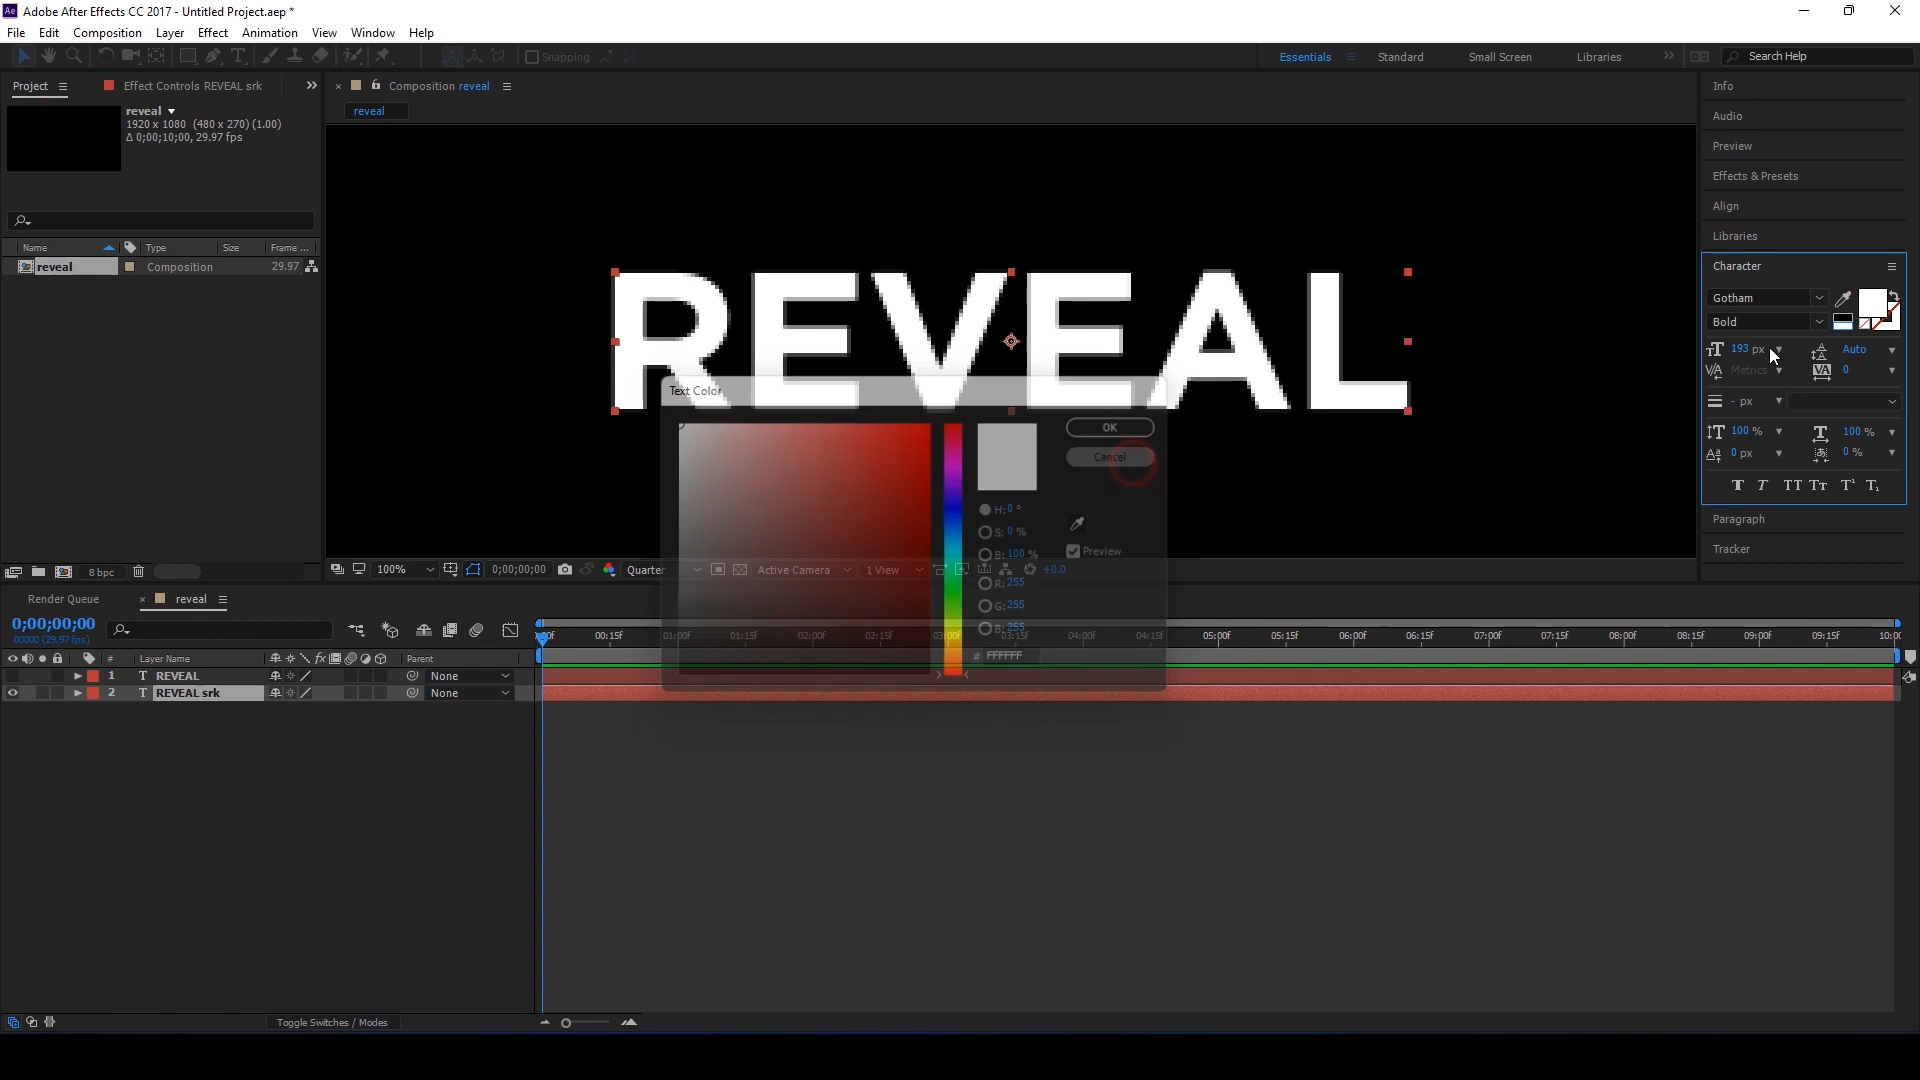 Ae Adobe After Effects CC 2017 - Untitled Project.aep *
File Edit Composition Layer Effect Animation View Window Help
Snapping Essentials Standard Small Screen Libraries Search Help
Project Effect Controls REVEAL srk Composition reveal
reveal
reveal
1920 x 1080 (480 x 270) (1.00)
Δ 0;00;10;00, 29.97 fps
Name Type Size Frame ...
reveal Composition 29.97
REVEAL
Info
Audio
Preview
Effects & Presets
Align
Libraries
Character
Gotham
Bold
193 px Auto
Metrics 0
- px
100 % 100 %
0 px 0 %
Paragraph
Tracker
Text Color
OK
Cancel
H: 0 °
S: 0 %
B: 100 %
Preview
R: 255
G: 255
B: 255
# FFFFFF
8 bpc
100% 0;00;00;00 Quarter Active Camera 1 View +0.0
Render Queue reveal
0;00;00;00
00000 (29.97 fps)
00:15f 01:00f 01:15f 02:00f 02:15f 03:00f 03:15f 04:00f 04:15f 05:00f 05:15f 06:00f 06:15f 07:00f 07:15f 08:00f 08:15f 09:00f 09:15f 10:00
# Layer Name Parent
1 T REVEAL None
2 T REVEAL srk None
Toggle Switches / Modes